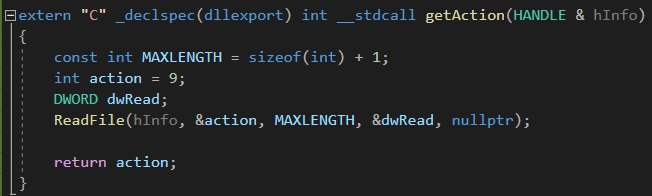 extern "C" _declspec(dllexport) int __stdcall getAction(HANDLE & hInfo)
{
    const int MAXLENGTH = sizeof(int) + 1;
    int action = 9;
    DWORD dwRead;
    ReadFile(hInfo, &action, MAXLENGTH, &dwRead, nullptr);

    return action;
}